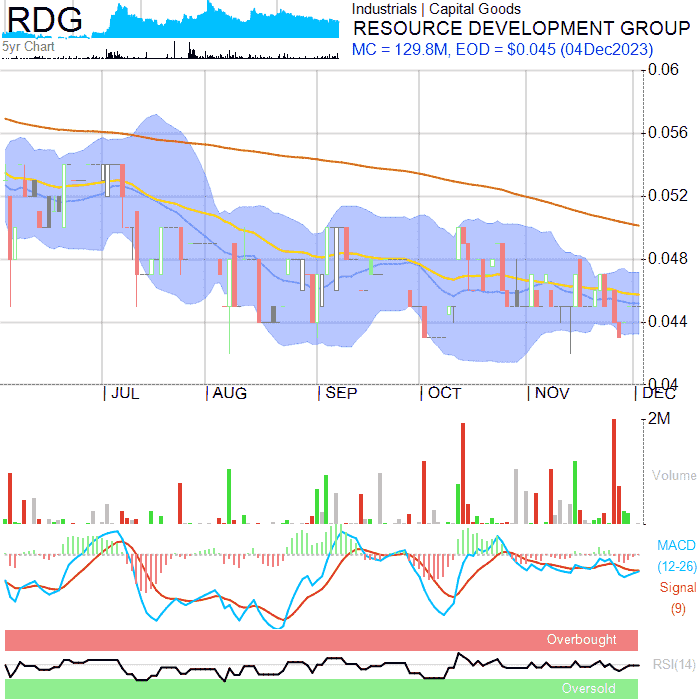 RDG
Industrials | Capital Goods
RESOURCE DEVELOPMENT GROUP
5yr Chart
MC = 129.8M, EOD = $0.045 (04Dec2023)
0.06
0.056
0.052
0.048
0.044
0.04
JUL AUG SEP OCT NOV DEC
2M
Volume
MACD
(12-26)
Signal
(9)
Overbought
RSI(14)
Oversold